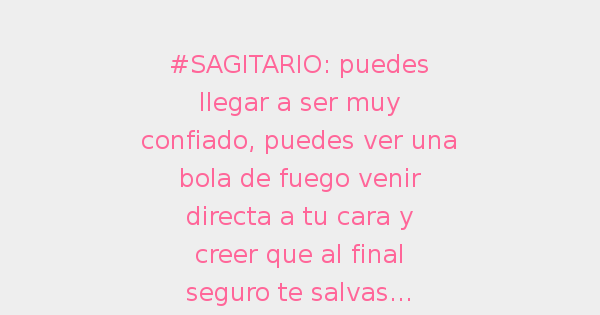 #SAGITARIO: puedes
llegar a ser muy
confiado, puedes ver una
bola de fuego venir
directa a tu cara y
creer que al final
seguro te salvas...